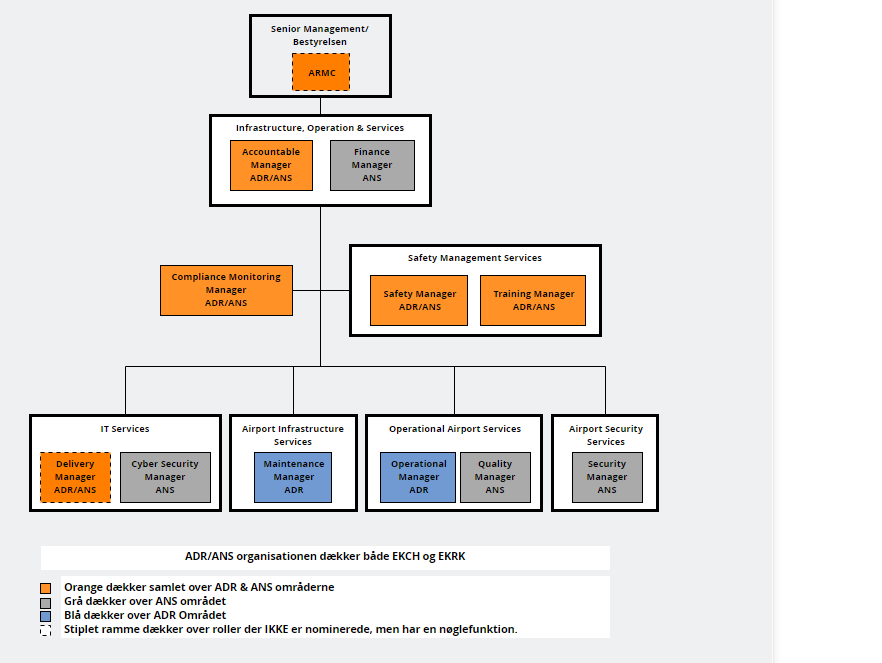 Senior Management/
Bestyrelsen
ARMC
Infrastructure, Operation & Services
Accountable
Manager
ADR/ANS
Finance
Manager
ANS
Compliance Monitoring
Manager
ADR/ANS
Safety Management Services
Safety Manager
ADR/ANS
Training Manager
ADR/ANS
IT Services
Delivery
Manager
ADR/ANS
Cyber Security
Manager
ANS
Airport Infrastructure
Services
Maintenance
Manager
ADR
Operational Airport Services
Operational
Manager
ADR
Quality
Manager
ANS
Airport Security
Services
Security
Manager
ANS
ADR/ANS organisationen dækker både EKCH og EKRK
Orange dækker samlet over ADR & ANS områderne
Grå dækker over ANS området
Blå dækker over ADR Området
Stiplet ramme dækker over roller der IKKE er nominerede, men har en nøglefunktion.